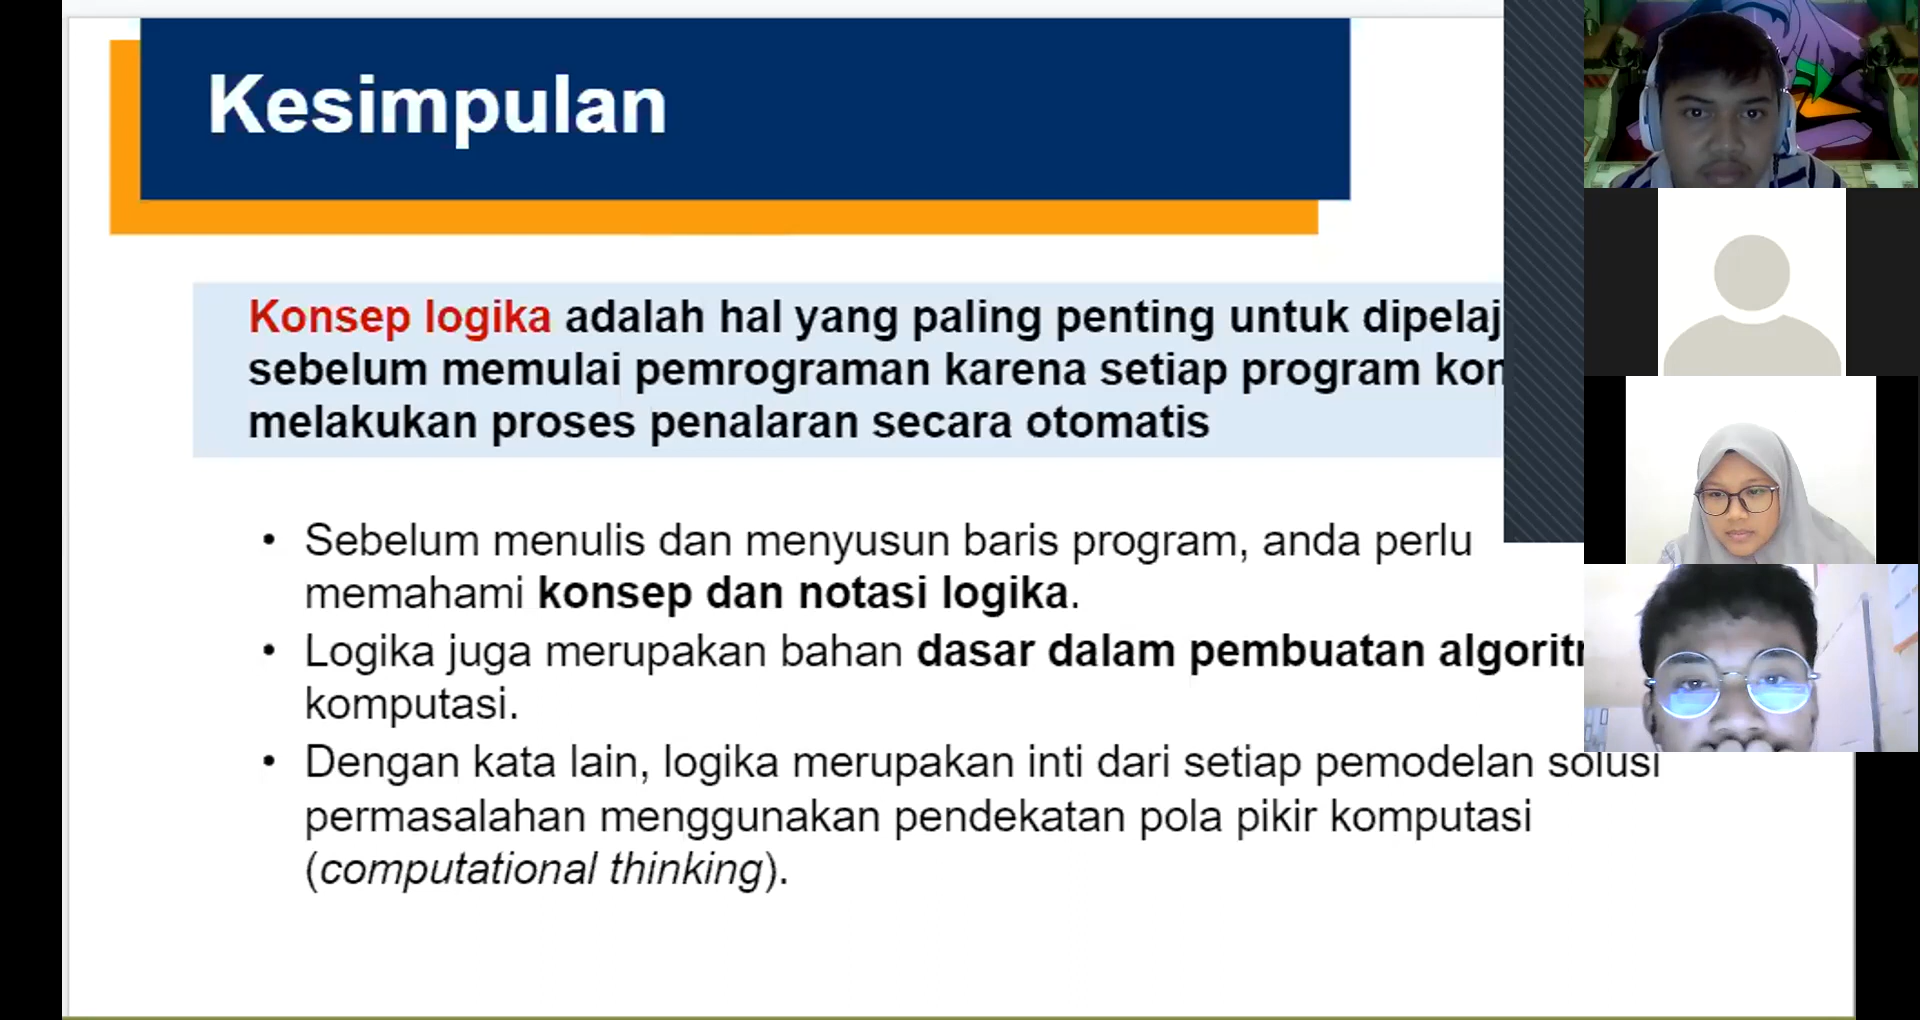 Kesimpulan
Konsep logika adalah hal yang paling penting untuk
sebelum memulai pemrograman karena setiap program
melakukan proses penalaran secara otomatis
• Sebelum menulis dan menyusun baris program, anda perlu
memahami konsep dan notasi logika.
• Logika juga merupakan bahan dasar dalam pembuatan
komputasi.
• Dengan kata lain, logika merupakan inti dari setiap pemodelan solusi
permasalahan menggunakan pendekatan pola pikir komputasi
(computational thinking).